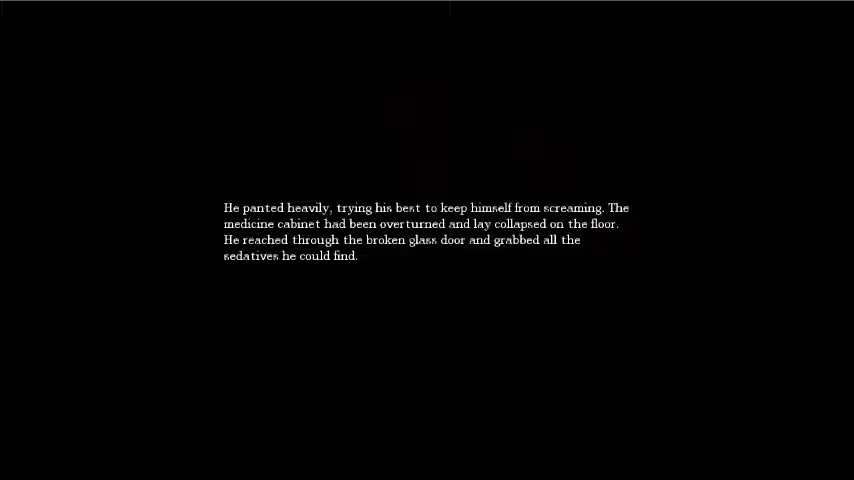 He panted heavily, trying his best to keep himself from screaming. The
medicine cabinet had been overturned and lay collapsed on the floor.
He reached through the broken glass door and grabbed all the
sedatives he could find.